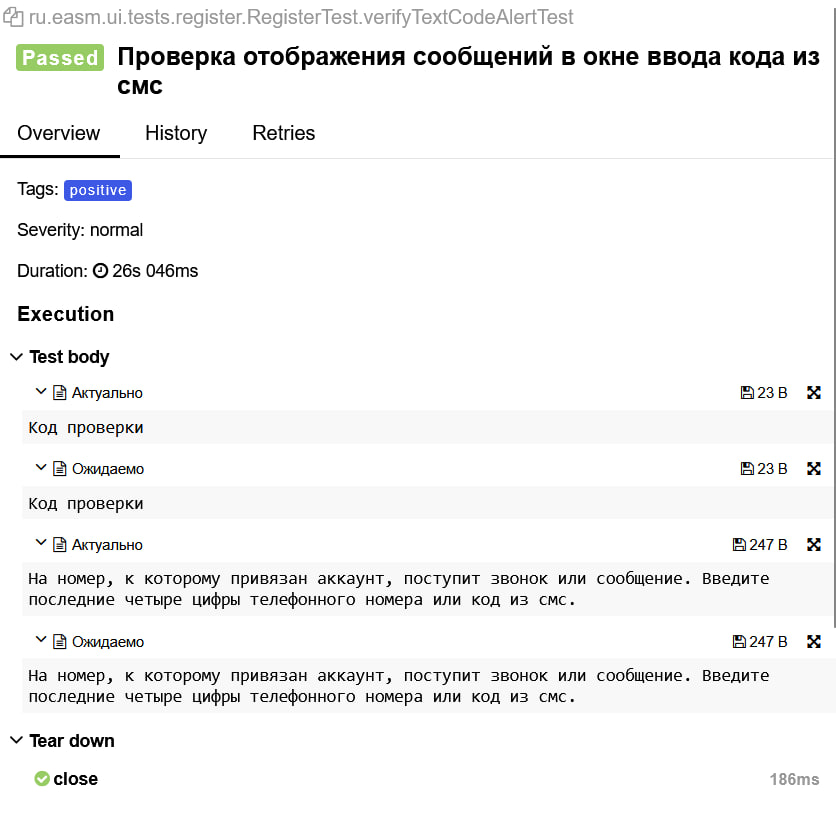 ru.easm.ui.tests.register.RegisterTest.verifyTextCodeAlertTest
Passed Проверка отображения сообщений в окне ввода кода из
смс
Overview History Retries
Tags: positive
Severity: normal
Duration: 26s 046ms
Execution
Test body
Актуально 23 B
Код проверки
Ожидаемо 23 B
Код проверки
Актуально 247 B
На номер, к которому привязан аккаунт, поступит звонок или сообщение. Введите
последние четыре цифры телефонного номера или код из смс.
Ожидаемо 247 B
На номер, к которому привязан аккаунт, поступит звонок или сообщение. Введите
последние четыре цифры телефонного номера или код из смс.
Tear down
close 186ms